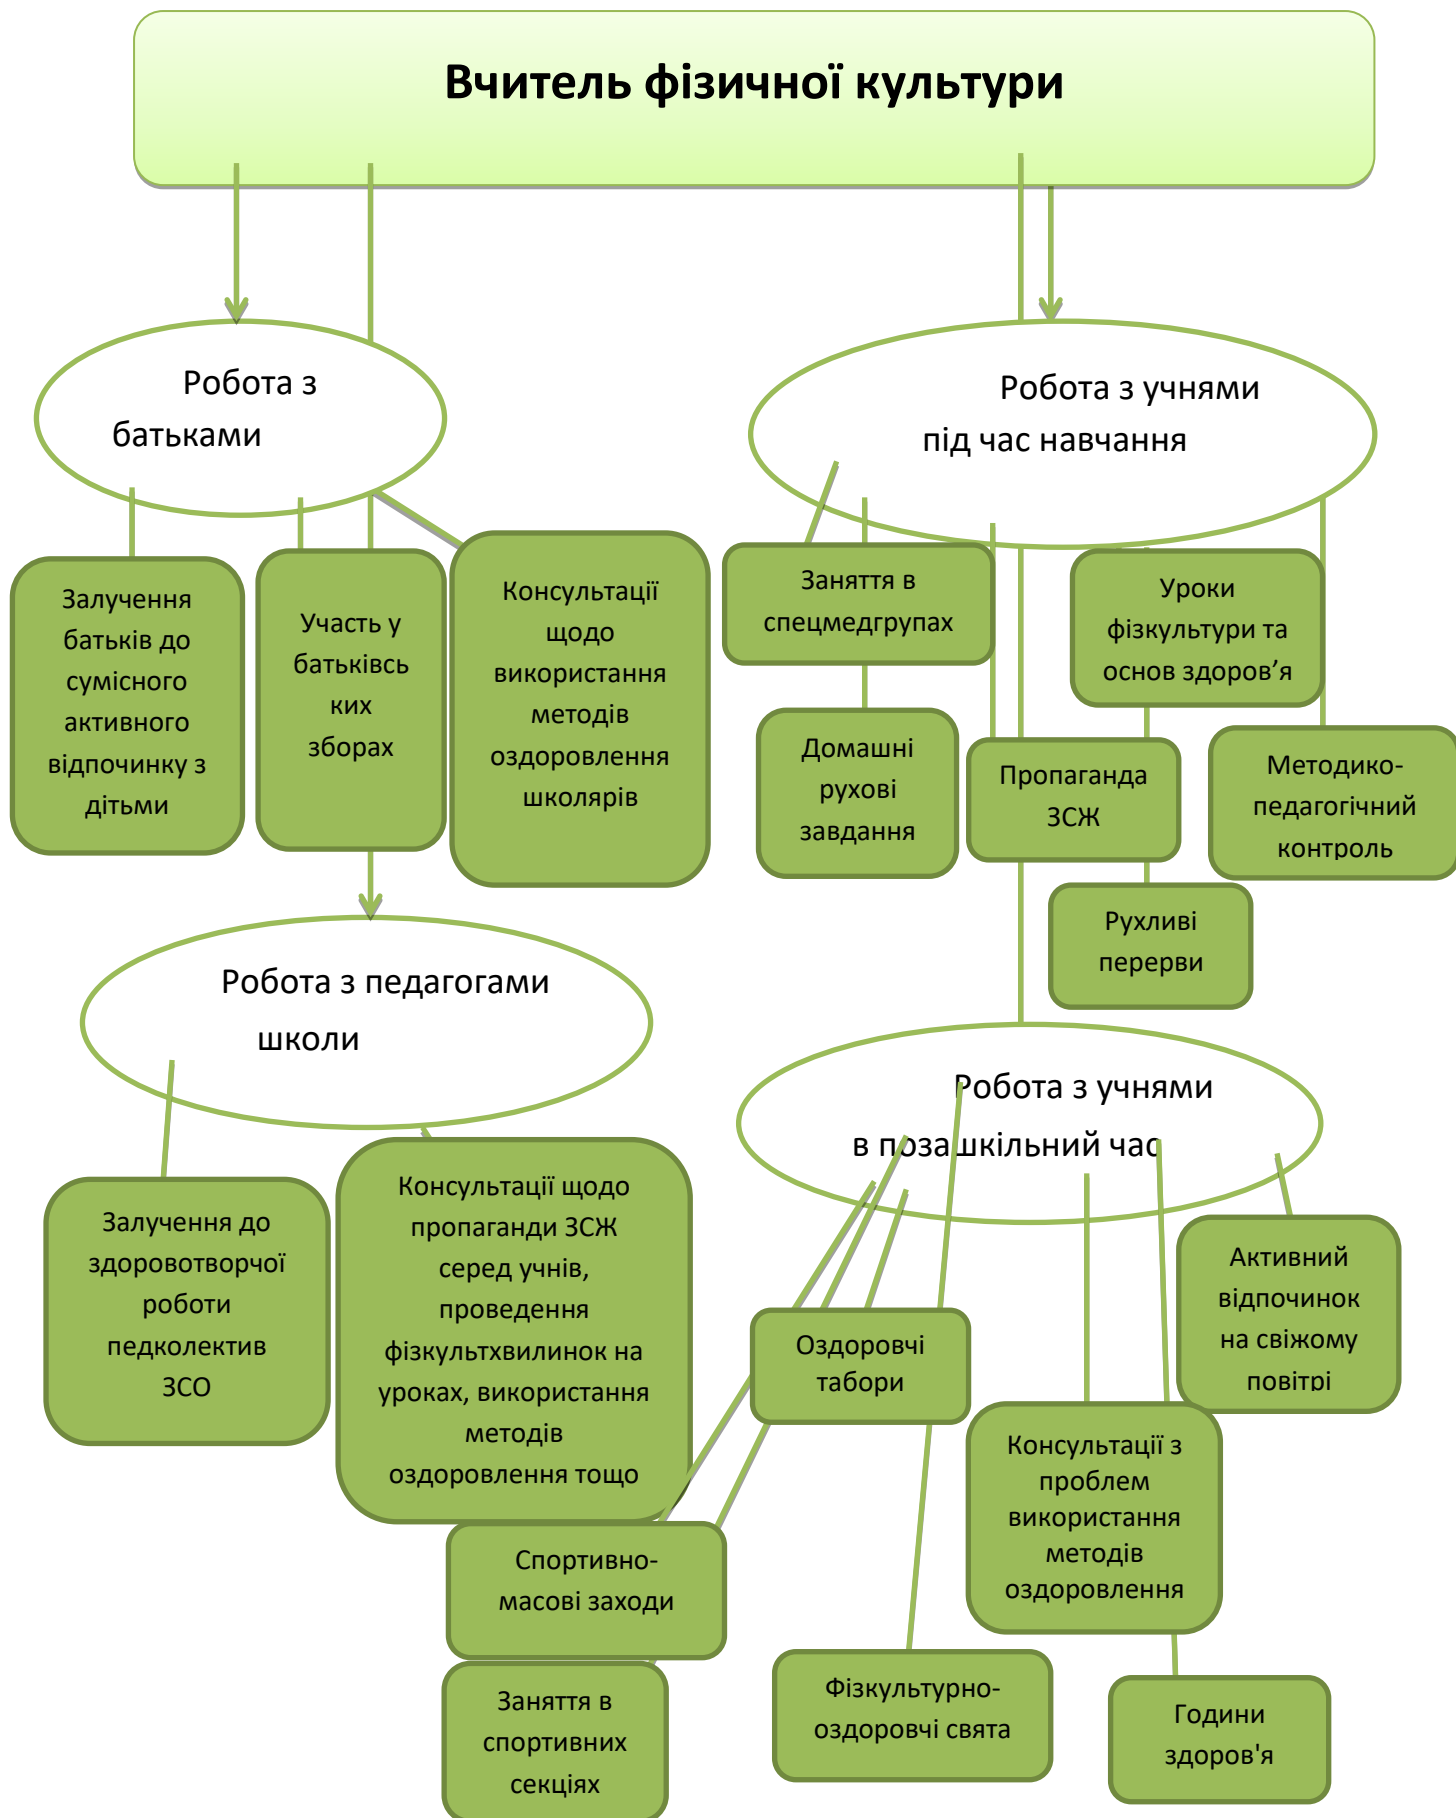 Вчитель фізичної культури
Робота з
батьками
Робота з учнями
під час навчання
Залучення
батьків до
сумісного
активного
відпочинку з
дітьми
Участь у
батьківсь
ких
зборах
Консультації
щодо
використання
методів
оздоровлення
школярів
Заняття в
спецмедгрупах
Уроки
фізкультури та
основ здоров’я
Домашні
рухові
завдання
Пропаганда
ЗСЖ
Методико-
педагогічний
контроль
Рухливі
перерви
Робота з педагогами
школи
Робота з учнями
в позашкільний час
Залучення до
здоровотворчої
роботи
педколектив
ЗСО
Консультації щодо
пропаганди ЗСЖ
серед учнів,
проведення
фізкультхвилинок на
уроках, використання
методів
оздоровлення тощо
Оздоровчі
табори
Активний
відпочинок
на свіжому
повітрі
Консультації з
проблем
використання
методів
оздоровлення
Спортивно-
масові заходи
Заняття в
спортивних
секціях
Фізкультурно-
оздоровчі свята
Години
здоров'я